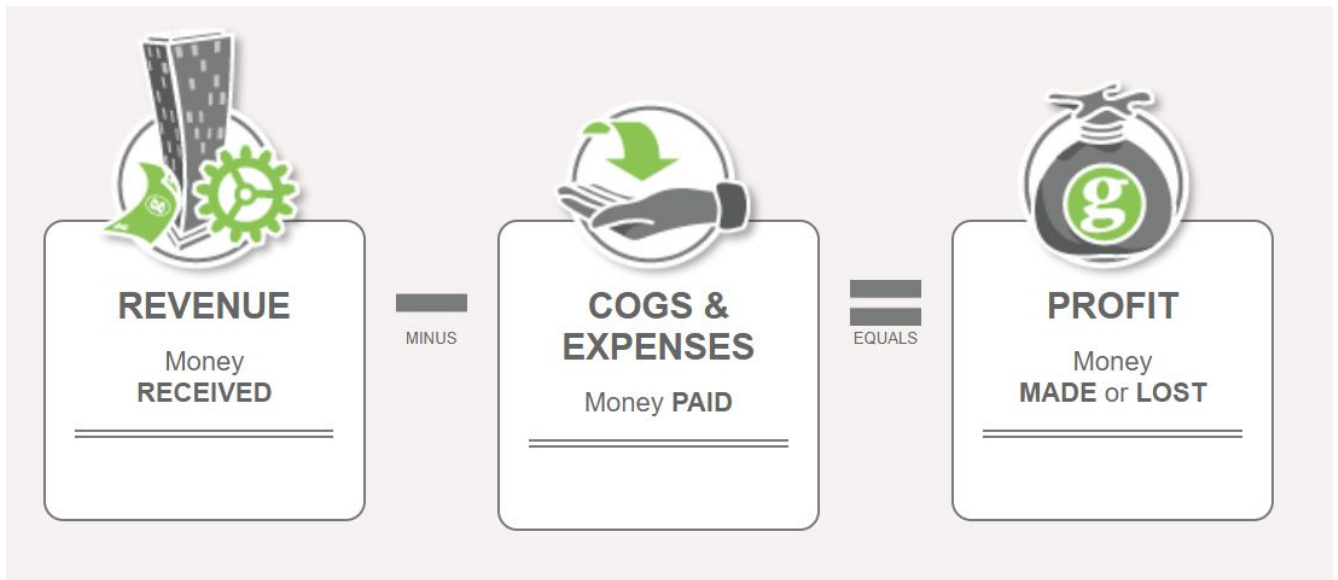 REVENUE
Money
RECEIVED
MINUS
COGS &
EXPENSES
Money PAID
EQUALS
g
PROFIT
Money
MADE or LOST